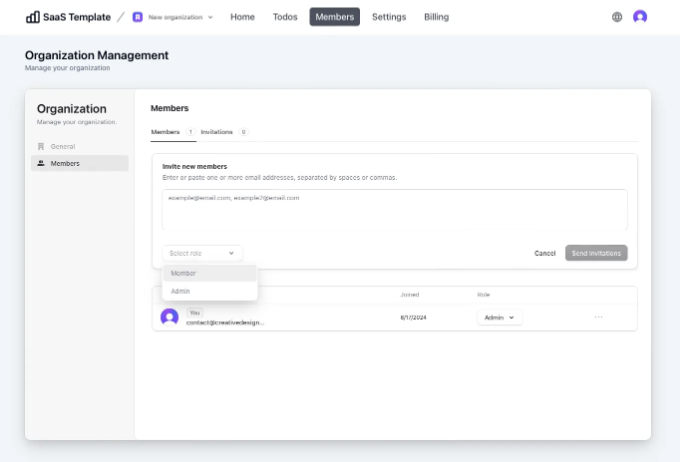 SaaS Template / New organization Home Todos Members Settings Billing
Organization Management
Manage your organization
Organization
Manage your organization.
General
Members
Members
Members 1 Invitations 0
Invite new members
Enter or paste one or more email addresses, separated by spaces or commas.
example@email.com, example2@email.com
Select role Cancel Send invitations
Member
Admin
Joined Role
You
contact@creativedesign...
8/17/2024 Admin ...